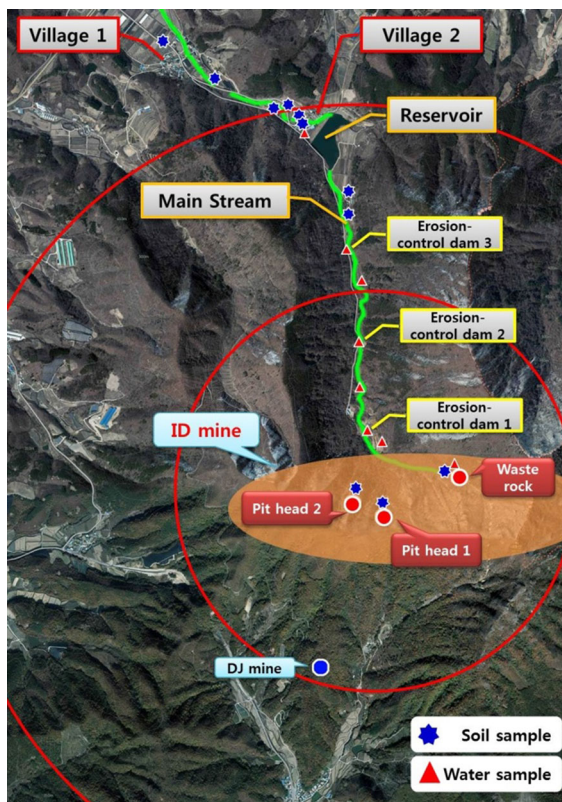 Village 1
Village 2
Reservoir
Main Stream
Erosion-
control dam 3
Erosion-
control dam 2
Erosion-
control dam 1
ID mine
Waste
rock
Pit head 2
Pit head 1
DJ mine
Soil sample
Water sample